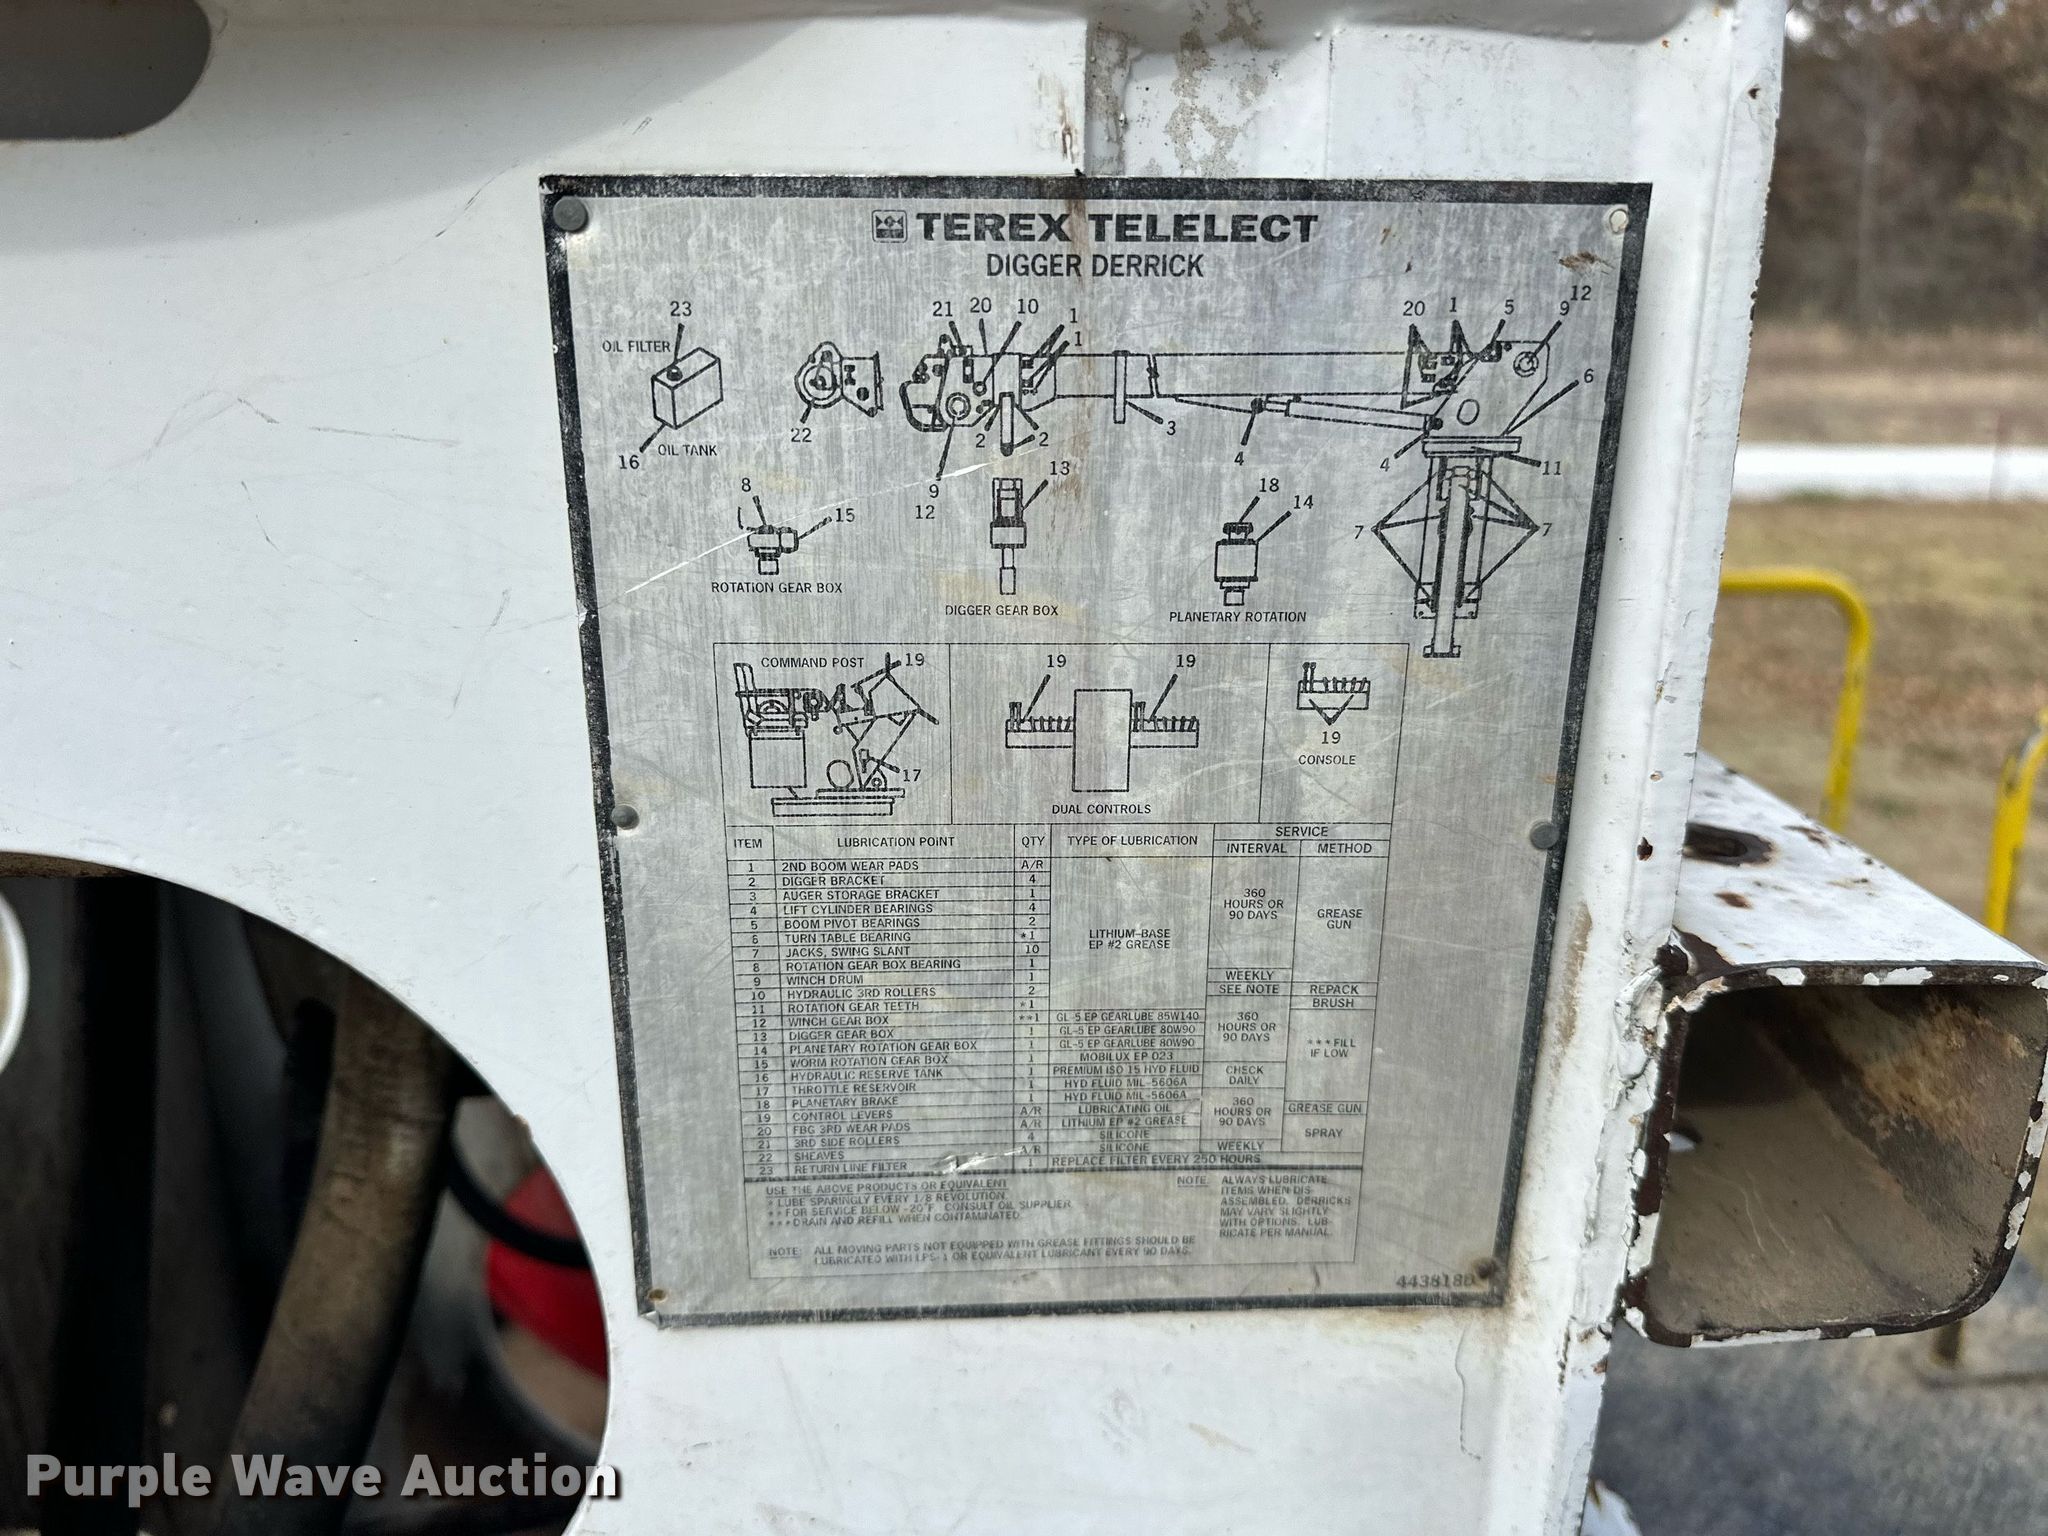 TEREX TELELECT
DIGGER DERRICK
23
OIL FILTER
16
OIL TANK
22
21
20
10
1
1
2
2
9
12
3
4
20
1
5
9
12
6
4
11
7
7
8
15
ROTATION GEAR BOX
13
DIGGER GEAR BOX
18
14
PLANETARY ROTATION
COMMAND POST
19
17
19
19
DUAL CONTROLS
19
CONSOLE
ITEM LUBRICATION POINT QTY TYPE OF LUBRICATION SERVICE
INTERVAL METHOD
1 2ND BOOM WEAR PADS A/R
2 DIGGER BRACKET 4
3 AUGER STORAGE BRACKET 1
4 LIFT CYLINDER BEARINGS 4
5 BOOM PIVOT BEARINGS 2
6 TURN TABLE BEARING *1
7 JACKS, SWING SLANT 10
8 ROTATION GEAR BOX BEARING 1
9 WINCH DRUM 1
10 HYDRAULIC 3RD ROLLERS 2
11 ROTATION GEAR TEETH *1
LITHIUM-BASE
EP #2 GREASE
360
HOURS OR
90 DAYS
GREASE
GUN
WEEKLY
SEE NOTE REPACK
BRUSH
12 WINCH GEAR BOX **1 GL-5 EP GEARLUBE 85W140
13 DIGGER GEAR BOX 1 GL-5 EP GEARLUBE 80W90
14 PLANETARY ROTATION GEAR BOX 1 GL-5 EP GEARLUBE 80W90
15 WORM ROTATION GEAR BOX 1 MOBILUX EP 023
16 HYDRAULIC RESERVE TANK 1 PREMIUM ISO 15 HYD FLUID
17 THROTTLE RESERVOIR 1 HYD FLUID MIL-5606A
18 PLANETARY BRAKE 1 HYD FLUID MIL-5606A
19 CONTROL LEVERS A/R LUBRICATING OIL
20 FBG 3RD WEAR PADS A/R LITHIUM EP #2 GREASE
21 3RD SIDE ROLLERS 4 SILICONE
22 SHEAVES A/R SILICONE
23 RETURN LINE FILTER 1 REPLACE FILTER EVERY 250 HOURS
360
HOURS OR
90 DAYS
***FILL
IF LOW
CHECK
DAILY
360
HOURS OR
90 DAYS
GREASE GUN
SPRAY
WEEKLY
USE THE ABOVE PRODUCTS OR EQUIVALENT
* LUBE SPARINGLY EVERY 1/8 REVOLUTION.
**FOR SERVICE BELOW -20°F CONSULT OIL SUPPLIER
***DRAIN AND REFILL WHEN CONTAMINATED.
NOTE: ALWAYS LUBRICATE
ITEMS WHEN DIS-
ASSEMBLED. DERRICKS
MAY VARY SLIGHTLY
WITH OPTIONS. LUB-
RICATE PER MANUAL.
NOTE: ALL MOVING PARTS NOT EQUIPPED WITH GREASE FITTINGS SHOULD BE
LUBRICATED WITH LPS-1 OR EQUIVALENT LUBRICANT EVERY 90 DAYS.
443818D
Purple Wave Auction